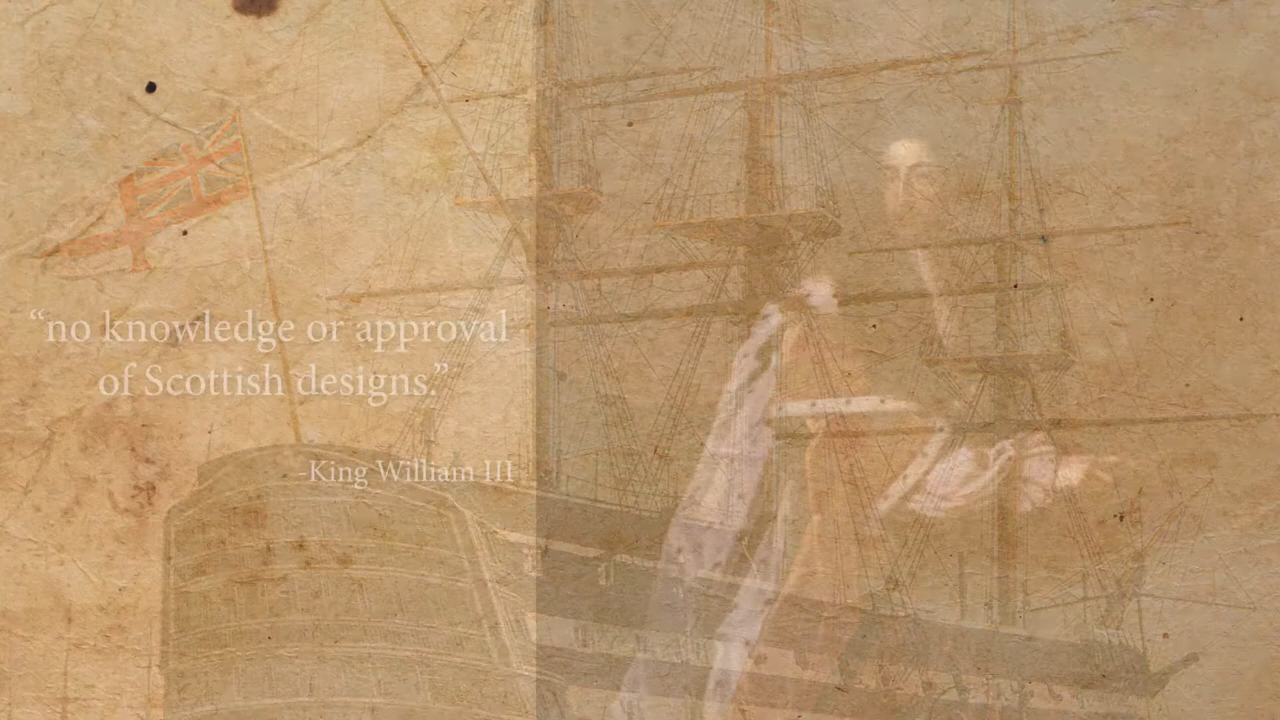 “no knowledge or approval
of Scottish designs.”
-King William III